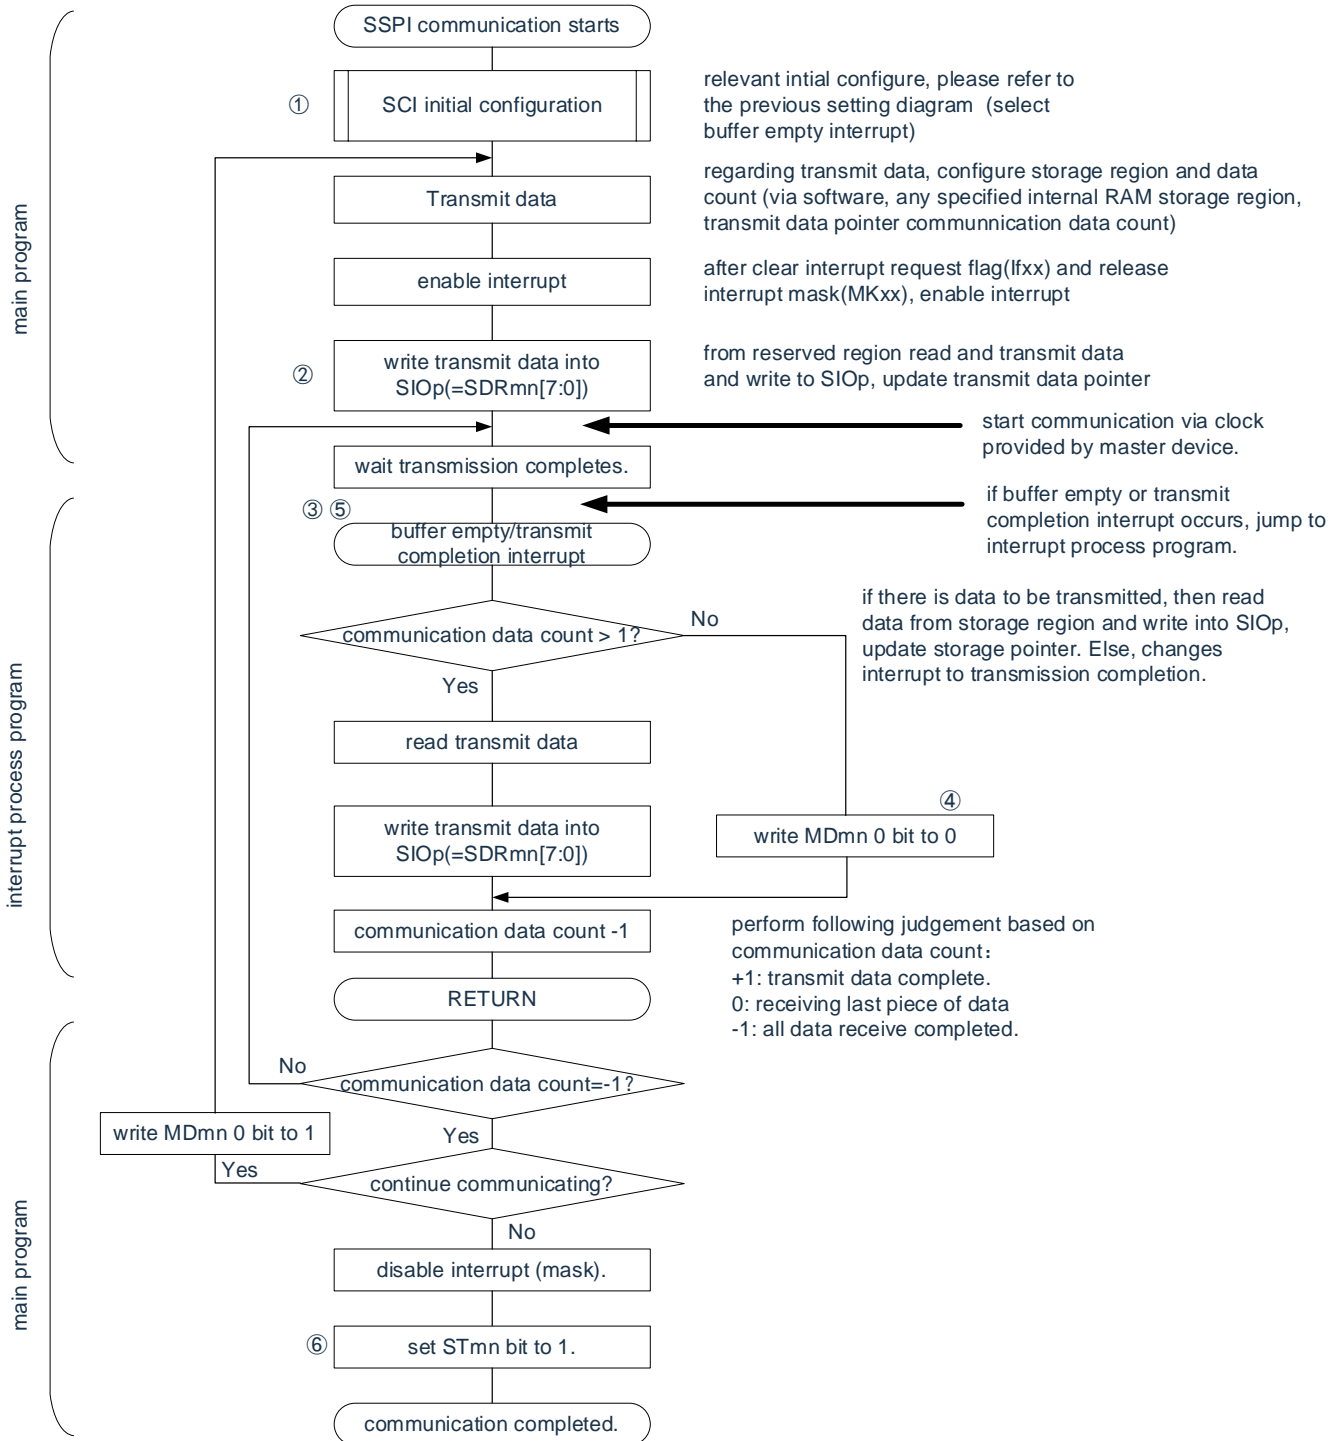 SSPI communication starts
①
SCI initial configuration
relevant intial configure, please refer to
the previous setting diagram (select
buffer empty interrupt)
Transmit data
regarding transmit data, configure storage region and data
count (via software, any specified internal RAM storage region,
transmit data pointer communnication data count)
main program
enable interrupt
after clear interrupt request flag(Ifxx) and release
interrupt mask(MKxx), enable interrupt
②
write transmit data into
SIOp(=SDRmn[7:0])
from reserved region read and transmit data
and write to SIOp, update transmit data pointer
start communication via clock
provided by master device.
wait transmission completes.
③ ⑤
if buffer empty or transmit
completion interrupt occurs, jump to
interrupt process program.
buffer empty/transmit
completion interrupt
if there is data to be transmitted, then read
data from storage region and write into SIOp,
update storage pointer. Else, changes
interrupt to transmission completion.
communication data count > 1?
No
Yes
interrupt process program
read transmit data
④
write transmit data into
SIOp(=SDRmn[7:0])
write MDmn 0 bit to 0
communication data count -1
perform following judgement based on
communication data count：
+1: transmit data complete.
0: receiving last piece of data
-1: all data receive completed.
RETURN
No
communication data count=-1?
write MDmn 0 bit to 1
Yes
Yes
continue communicating?
No
main program
disable interrupt (mask).
⑥
set STmn bit to 1.
communication completed.